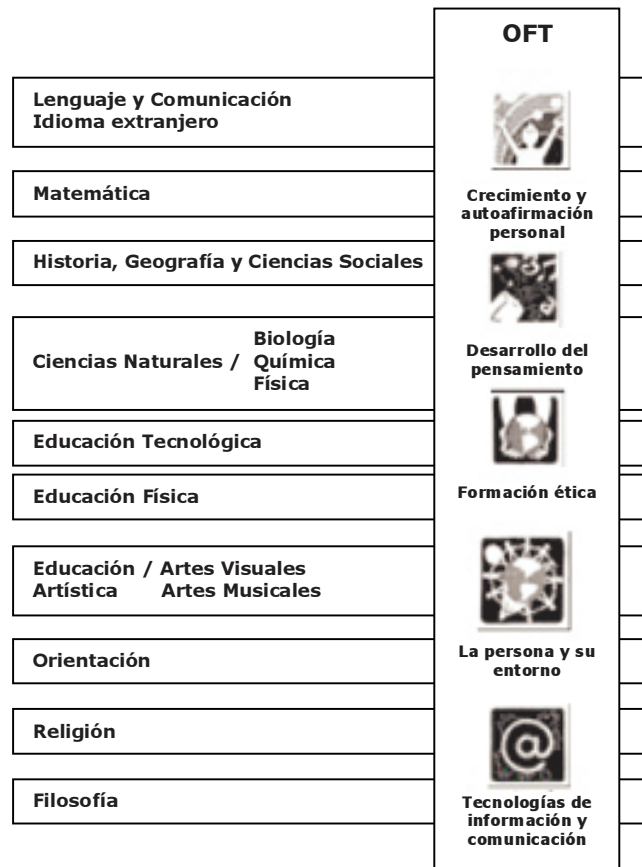 OFT
Lenguaje y Comunicación
Idioma extranjero
Matemática
Historia, Geografía y Ciencias Sociales
Biología
Ciencias Naturales / Química
Física
Educación Tecnológica
Educación Física
Educación / Artes Visuales
Artística Artes Musicales
Orientación
Religión
Filosofía
Crecimiento y
autoafirmación
personal
Desarrollo del
pensamiento
Formación ética
La persona y su
entorno
@
Tecnologías de
información y
comunicación